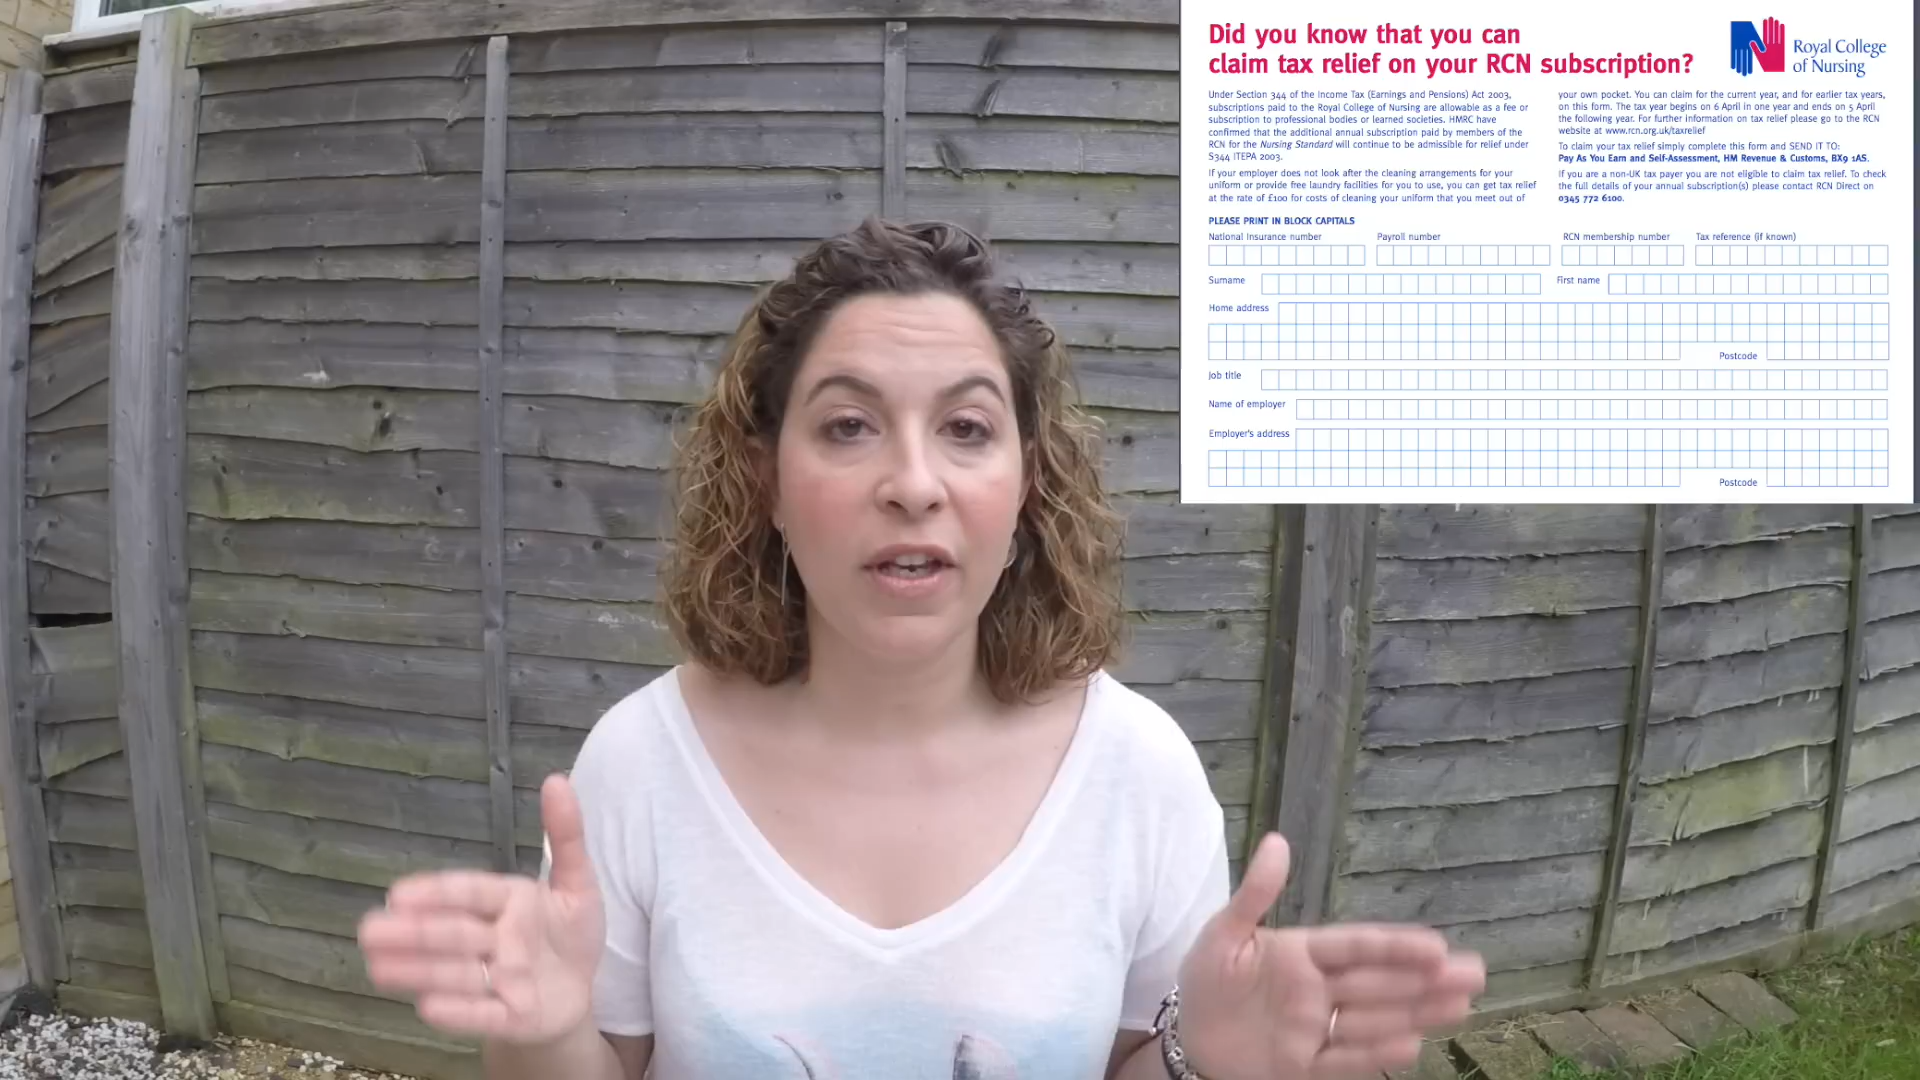 Did you know that you can
claim tax relief on your RCN subscription?
Royal College
of Nursing
Under Section 344 of the Income Tax (Earnings and Pensions) Act 2003,
subscriptions paid to the Royal College of Nursing are allowable as a fee or
subscription to professional bodies or learned societies. HMRC have
confirmed that the additional annual subscription paid by members of the
RCN for the Nursing Standard will continue to be admissible for relief under
S344 ITEPA 2003.
If your employer does not look after the cleaning arrangements for your
uniform or provide free laundry facilities for you to use, you can get tax relief
at the rate of £100 for costs of cleaning your uniform that you meet out of
your own pocket. You can claim for the current year, and for earlier tax years,
on this form. The tax year begins on 6 April in one year and ends on 5 April
the following year. For further information on tax relief please go to the RCN
website at www.rcn.org.uk/taxrelief
To claim your tax relief simply complete this form and SEND IT TO:
Pay As You Earn and Self-Assessment, HM Revenue & Customs, BX9 1AS.
If you are a non-UK tax payer you are not eligible to claim tax relief. To check
the full details of your annual subscription(s) please contact RCN Direct on
0345 772 6100.
PLEASE PRINT IN BLOCK CAPITALS
National Insurance number Payroll number RCN membership number Tax reference (if known)
Surname First name
Home address
Postcode
Job title
Name of employer
Employer's address
Postcode